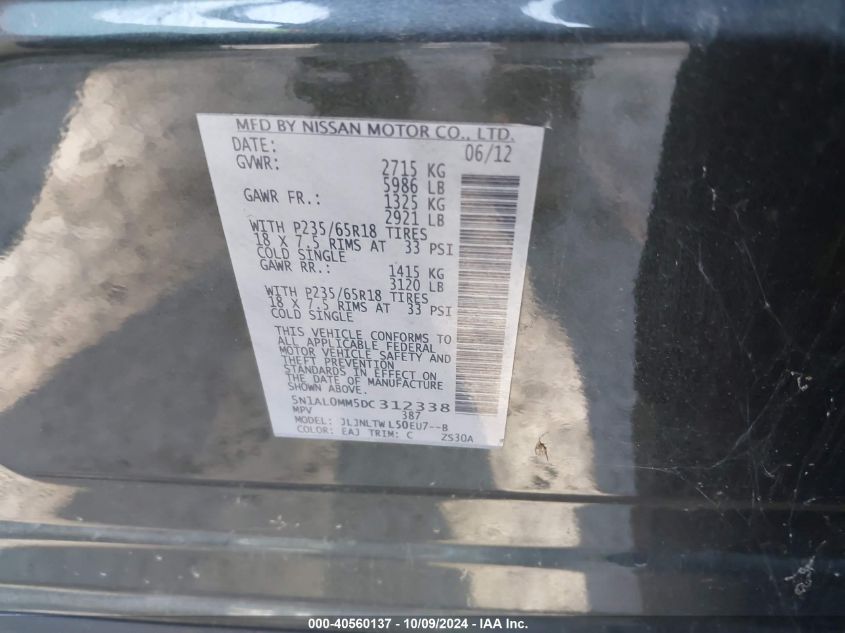 MFD BY NISSAN MOTOR CO., LTD.
DATE: 06/12
GVWR: 2715 KG
5986 LB
GAWR FR.: 1325 KG
2921 LB
WITH P235/65R18 TIRES
18 X 7.5 RIMS AT 33 PSI
COLD SINGLE
GAWR RR.: 1415 KG
3120 LB
WITH P235/65R18 TIRES
18 X 7.5 RIMS AT 33 PSI
COLD SINGLE
THIS VEHICLE CONFORMS TO
ALL APPLICABLE FEDERAL
MOTOR VEHICLE SAFETY AND
THEFT PREVENTION
STANDARDS IN EFFECT ON
THE DATE OF MANUFACTURE
SHOWN ABOVE.
5N1AL0MM5DC312338
MPV 387
MODEL: JLJNLTWL50EU7--B
COLOR: EAJ TRIM: C ZS30A
000-40560137 - 10/09/2024 - IAA Inc.